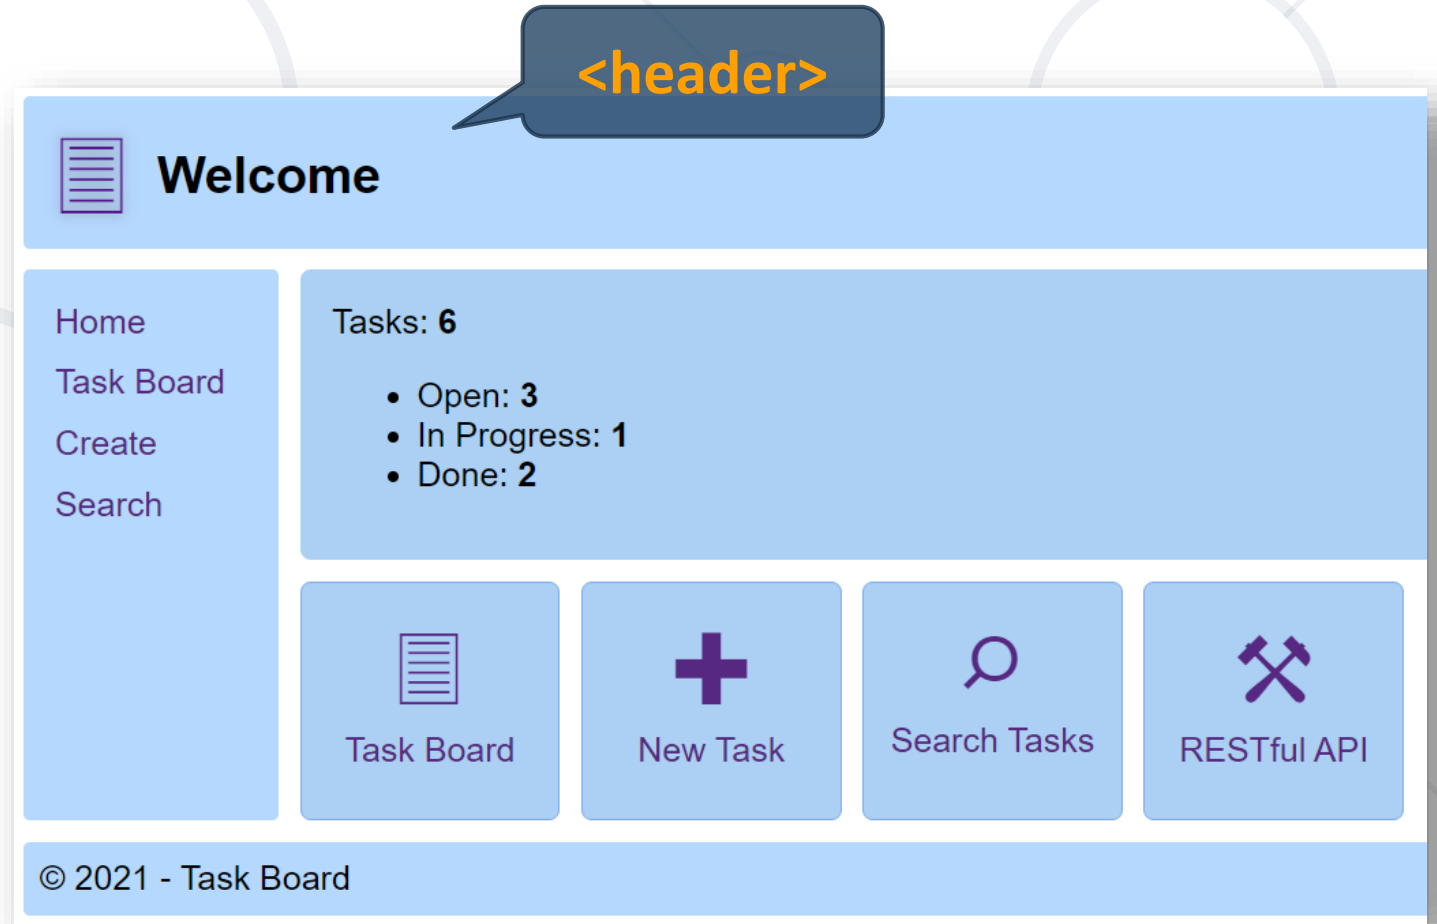 <header>
Welcome
Home
Task Board
Create
Search
Tasks: 6
• Open: 3
• In Progress: 1
• Done: 2
Task Board
New Task
Search Tasks
RESTful API
© 2021 - Task Board